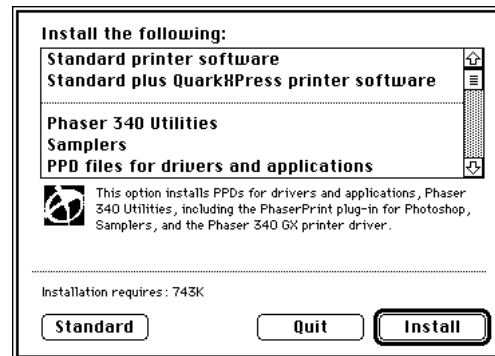 Install the following:
Standard printer software
Standard plus QuarkXPress printer software
Phaser 340 Utilities
Samplers
PPD files for drivers and applications
This option installs PPDs for drivers and applications, Phaser
340 Utilities, including the PhaserPrint plug-in for Photoshop,
Samplers, and the Phaser 340 GX printer driver.
Installation requires: 743K
Standard
Quit
Install